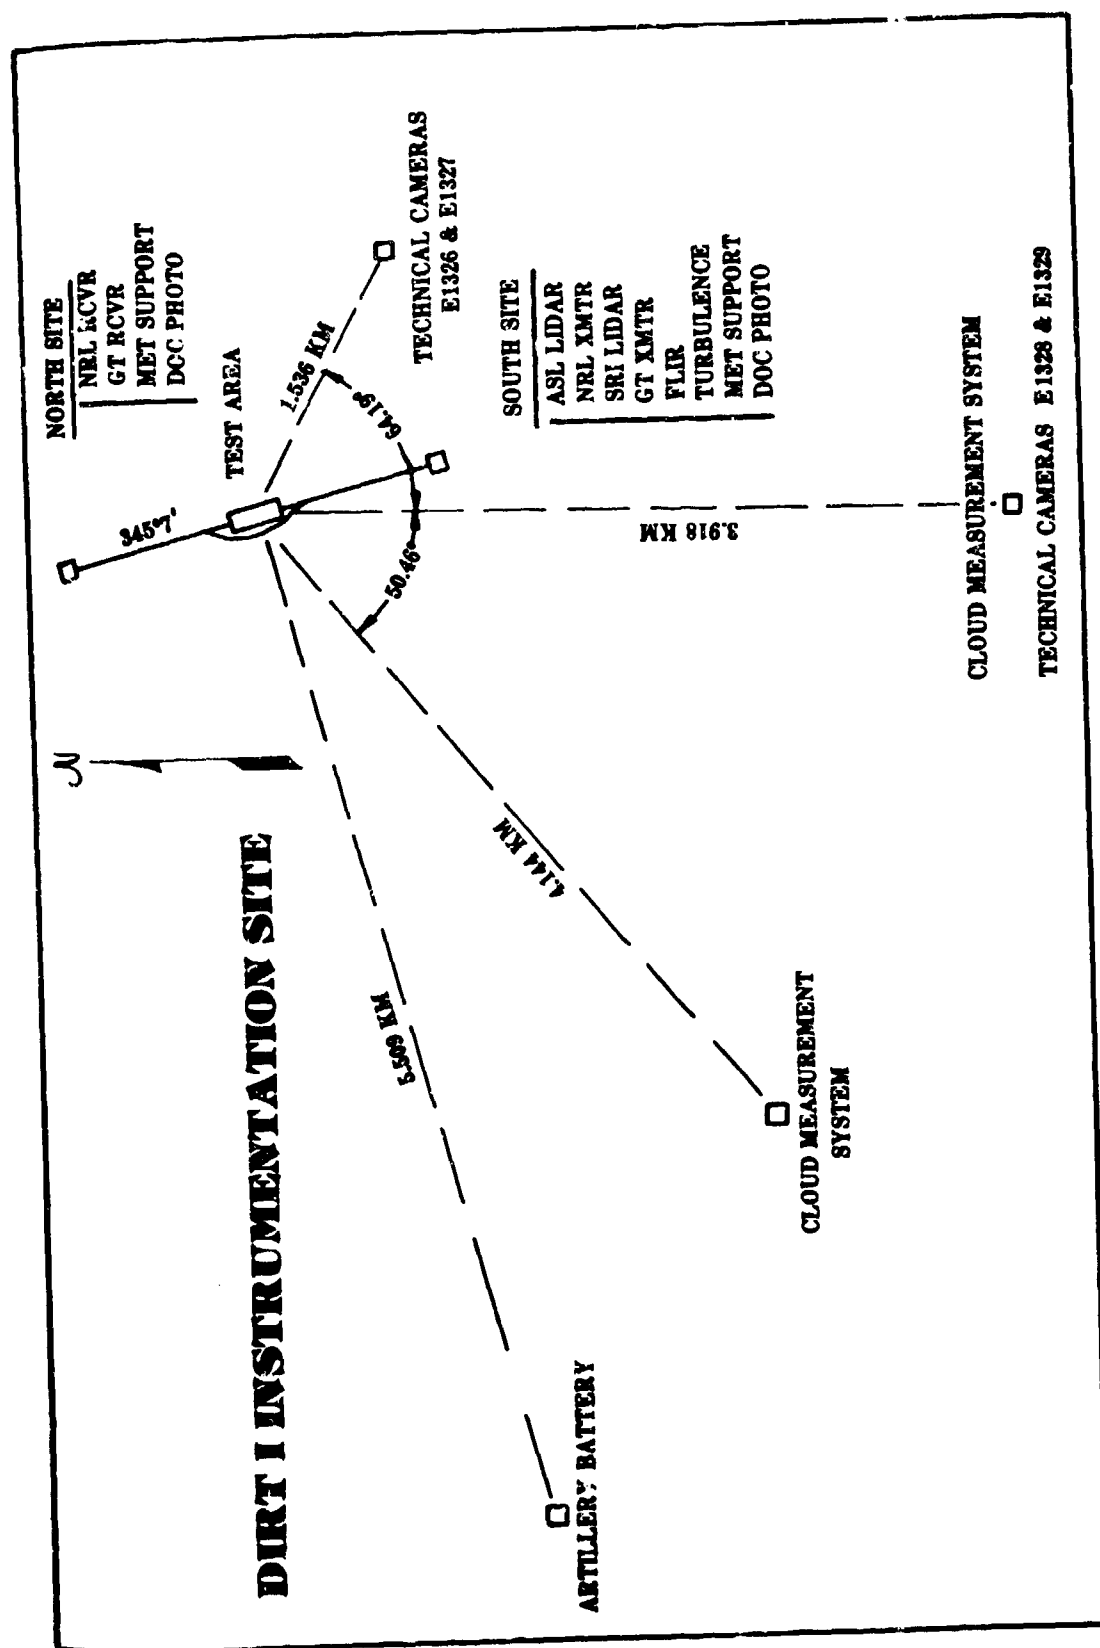 DIRT I INSTRUMENTATION SITE
N
NORTH SITE
NRL RCVR
GT RCVR
MET SUPPORT
DOC PHOTO
345°7'
TEST AREA
1.536 KM
64.19°
50.46°
TECHNICAL CAMERAS
E1326 & E1327
SOUTH SITE
ASL LIDAR
NRL XMTR
SRI LIDAR
GT XMTR
FLIR
TURBULENCE
MET SUPPORT
DOC PHOTO
3.918 KM
4.144 KM
5.509 KM
CLOUD MEASUREMENT SYSTEM
TECHNICAL CAMERAS E1328 & E1329
CLOUD MEASUREMENT
SYSTEM
ARTILLERY BATTERY